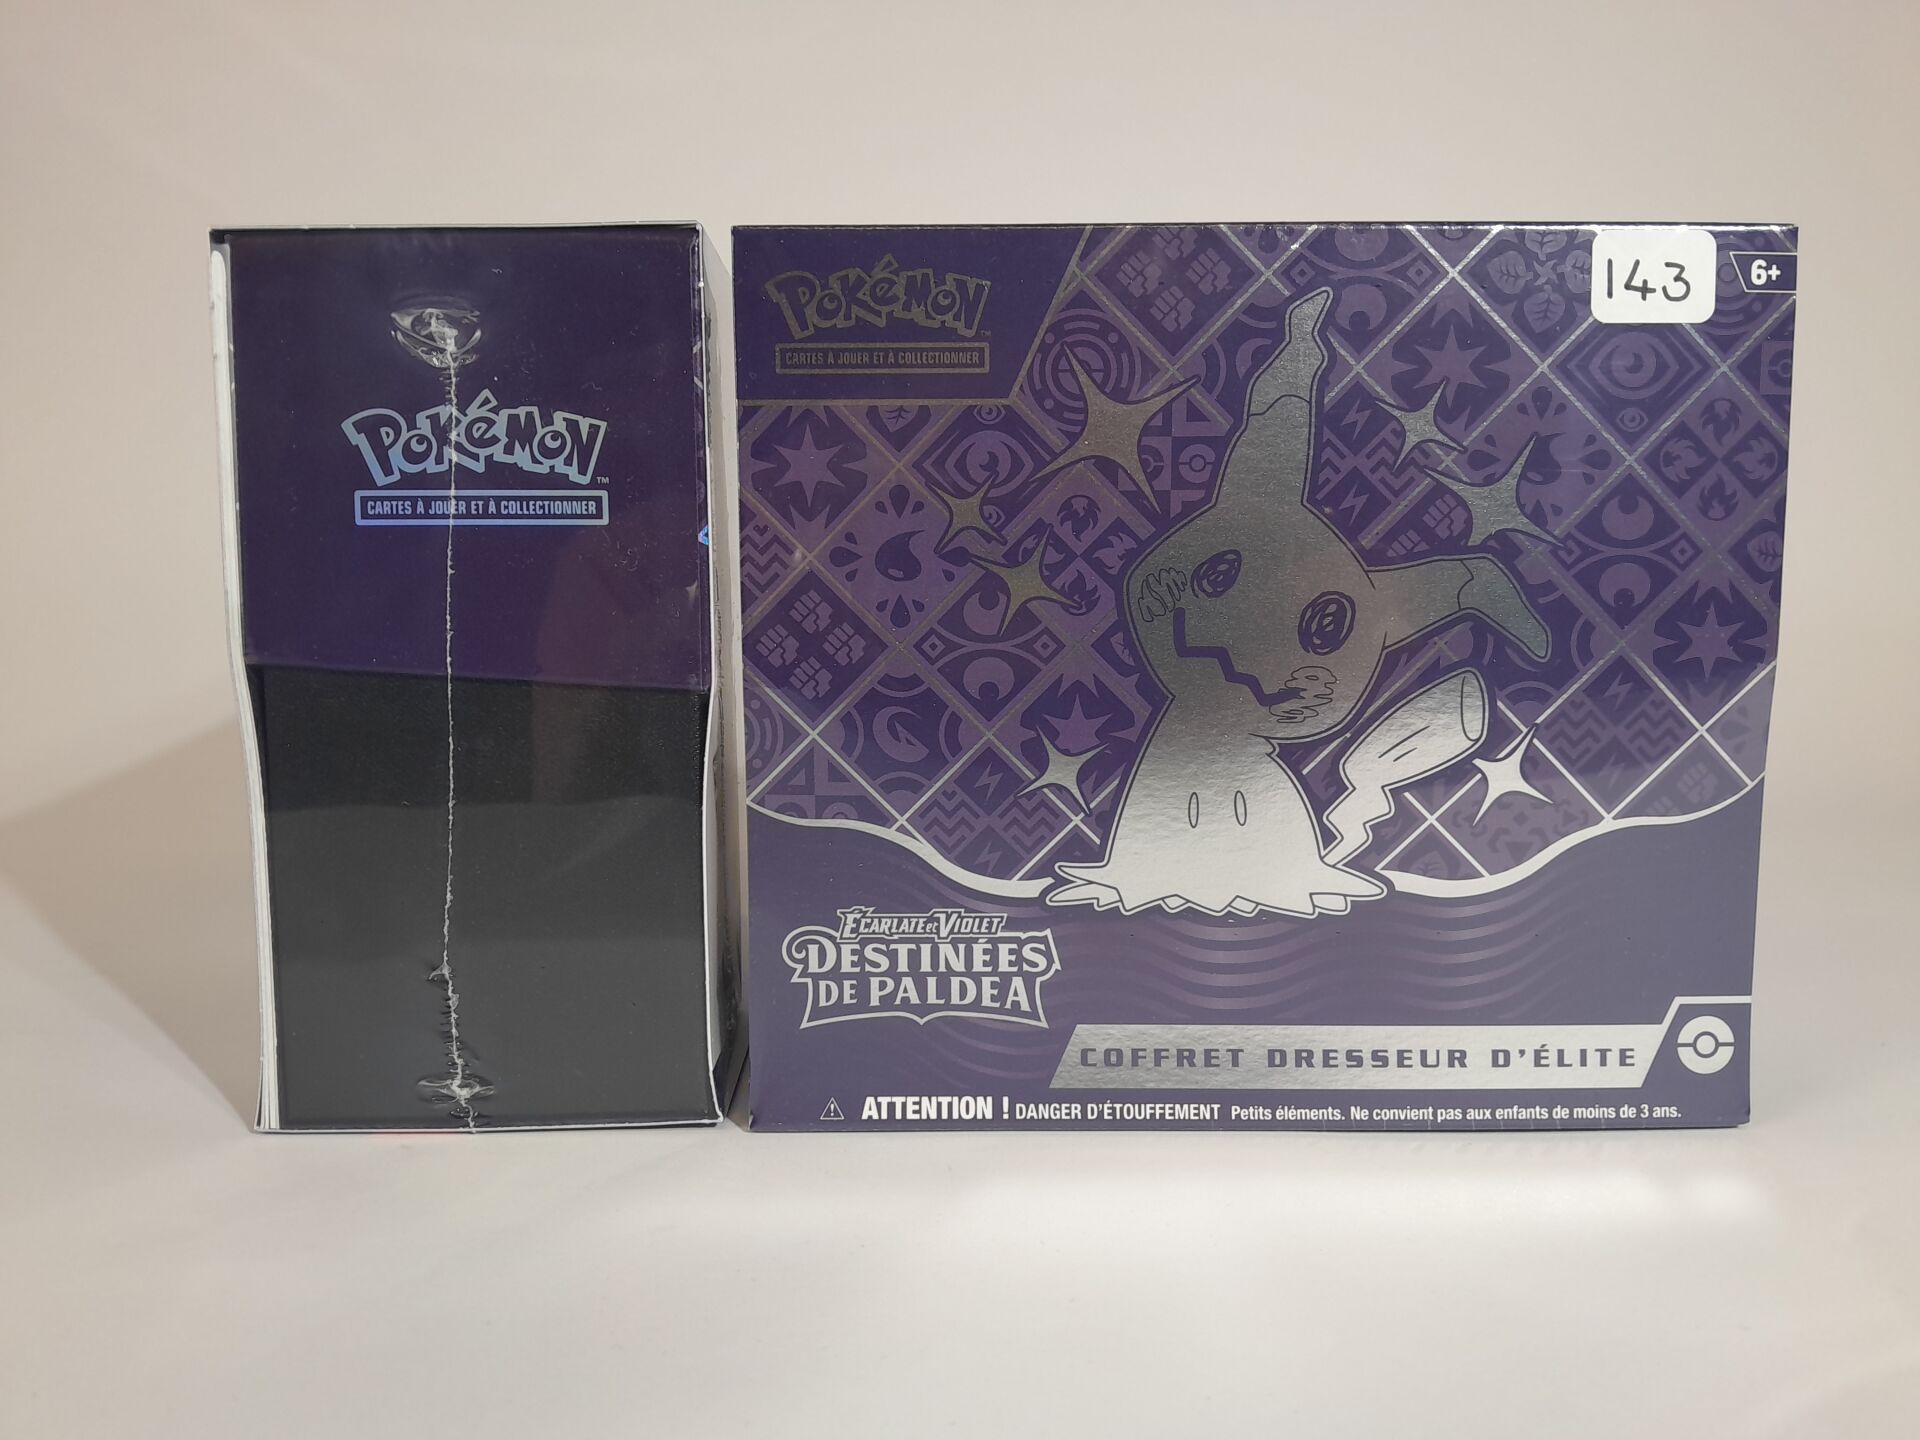 POKéMON
™
CARTES À JOUER ET À COLLECTIONNER
POKéMON
CARTES À JOUER ET À COLLECTIONNER
143
6+
ÉCARLATE et VIOLET
DESTINÉES
DE PALDEA
COFFRET DRESSEUR D'ÉLITE
⚠ ATTENTION ! DANGER D'ÉTOUFFEMENT Petits éléments. Ne convient pas aux enfants de moins de 3 ans.